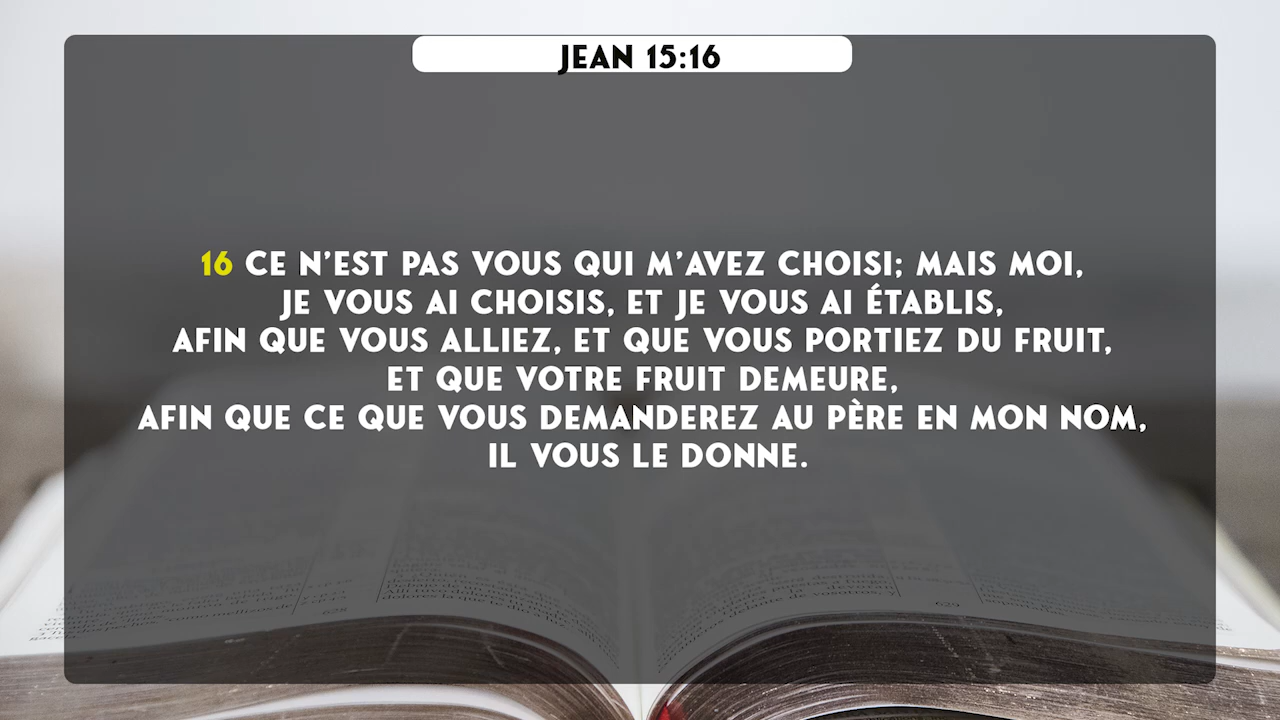 JEAN 15:16
16 CE N’EST PAS VOUS QUI M’AVEZ CHOISI; MAIS MOI,
JE VOUS AI CHOISIS, ET JE VOUS AI ÉTABLIS,
AFIN QUE VOUS ALLIEZ, ET QUE VOUS PORTIEZ DU FRUIT,
ET QUE VOTRE FRUIT DEMEURE,
AFIN QUE CE QUE VOUS DEMANDEREZ AU PÈRE EN MON NOM,
IL VOUS LE DONNE.
628
629